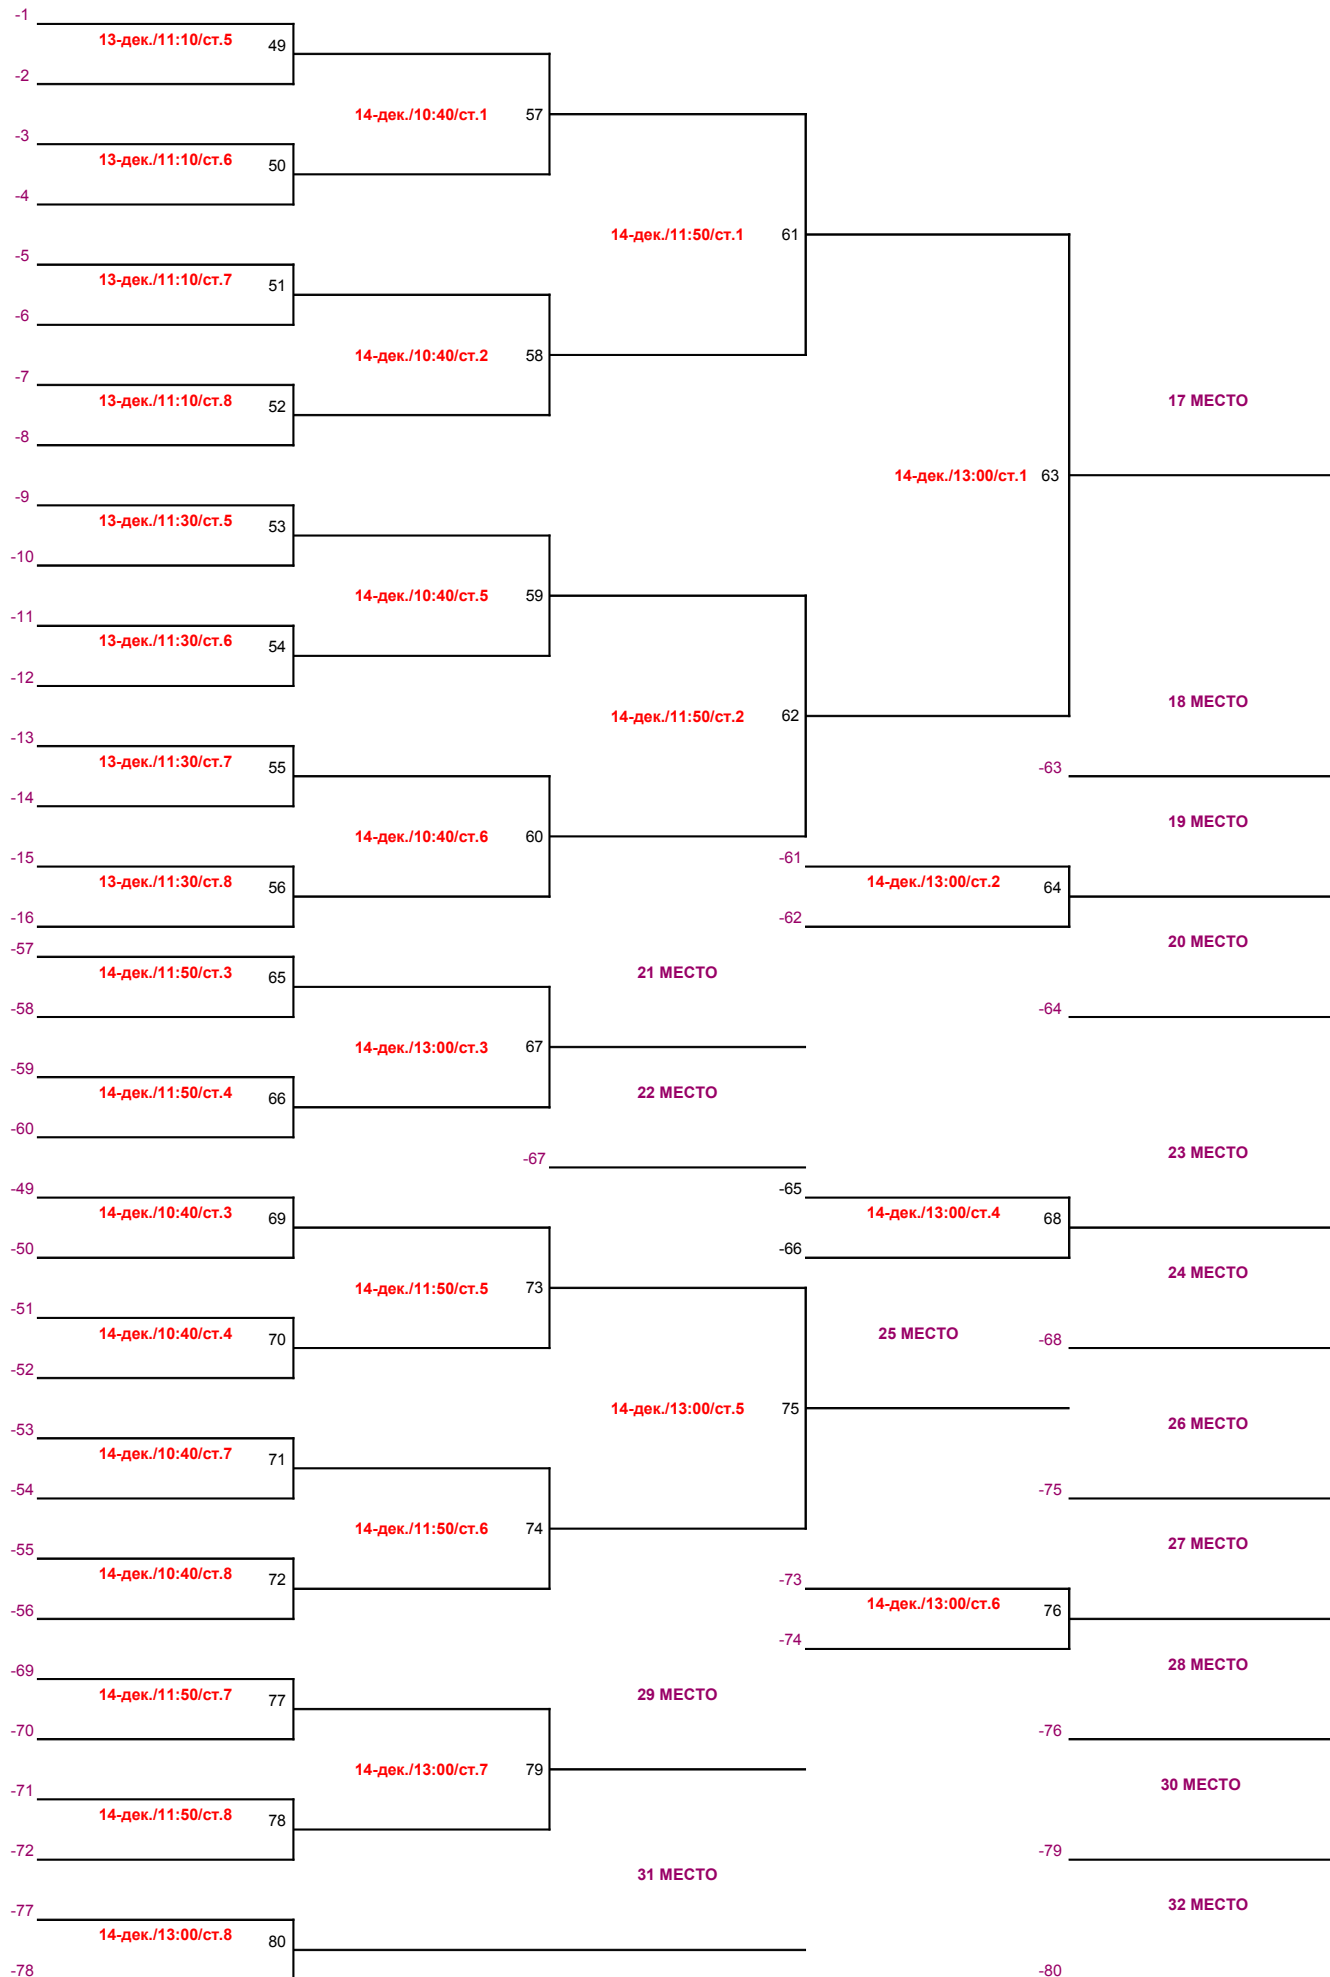 -1
13-дек./11:10/ст.5 49
-2
14-дек./10:40/ст.1 57
-3
13-дек./11:10/ст.6 50
-4
14-дек./11:50/ст.1 61
-5
13-дек./11:10/ст.7 51
-6
14-дек./10:40/ст.2 58
-7
13-дек./11:10/ст.8 52
17 МЕСТО
-8
14-дек./13:00/ст.1 63
-9
13-дек./11:30/ст.5 53
-10
14-дек./10:40/ст.5 59
-11
13-дек./11:30/ст.6 54
-12
18 МЕСТО
14-дек./11:50/ст.2 62
-13
13-дек./11:30/ст.7 55
-63
-14
19 МЕСТО
14-дек./10:40/ст.6 60
-15
-61
13-дек./11:30/ст.8 56
14-дек./13:00/ст.2 64
-16
-62
20 МЕСТО
-57
14-дек./11:50/ст.3 65
21 МЕСТО
-58
-64
14-дек./13:00/ст.3 67
-59
14-дек./11:50/ст.4 66
22 МЕСТО
-60
23 МЕСТО
-67
-49
-65
14-дек./10:40/ст.3 69
14-дек./13:00/ст.4 68
-50
-66
24 МЕСТО
14-дек./11:50/ст.5 73
-51
14-дек./10:40/ст.4 70
25 МЕСТО
-68
-52
14-дек./13:00/ст.5 75
26 МЕСТО
-53
14-дек./10:40/ст.7 71
-54
-75
14-дек./11:50/ст.6 74
27 МЕСТО
-55
14-дек./10:40/ст.8 72
-73
14-дек./13:00/ст.6 76
-56
-74
28 МЕСТО
-69
14-дек./11:50/ст.7 77
29 МЕСТО
-70
-76
14-дек./13:00/ст.7 79
30 МЕСТО
-71
14-дек./11:50/ст.8 78
-72
-79
31 МЕСТО
32 МЕСТО
-77
14-дек./13:00/ст.8 80
-78
-80